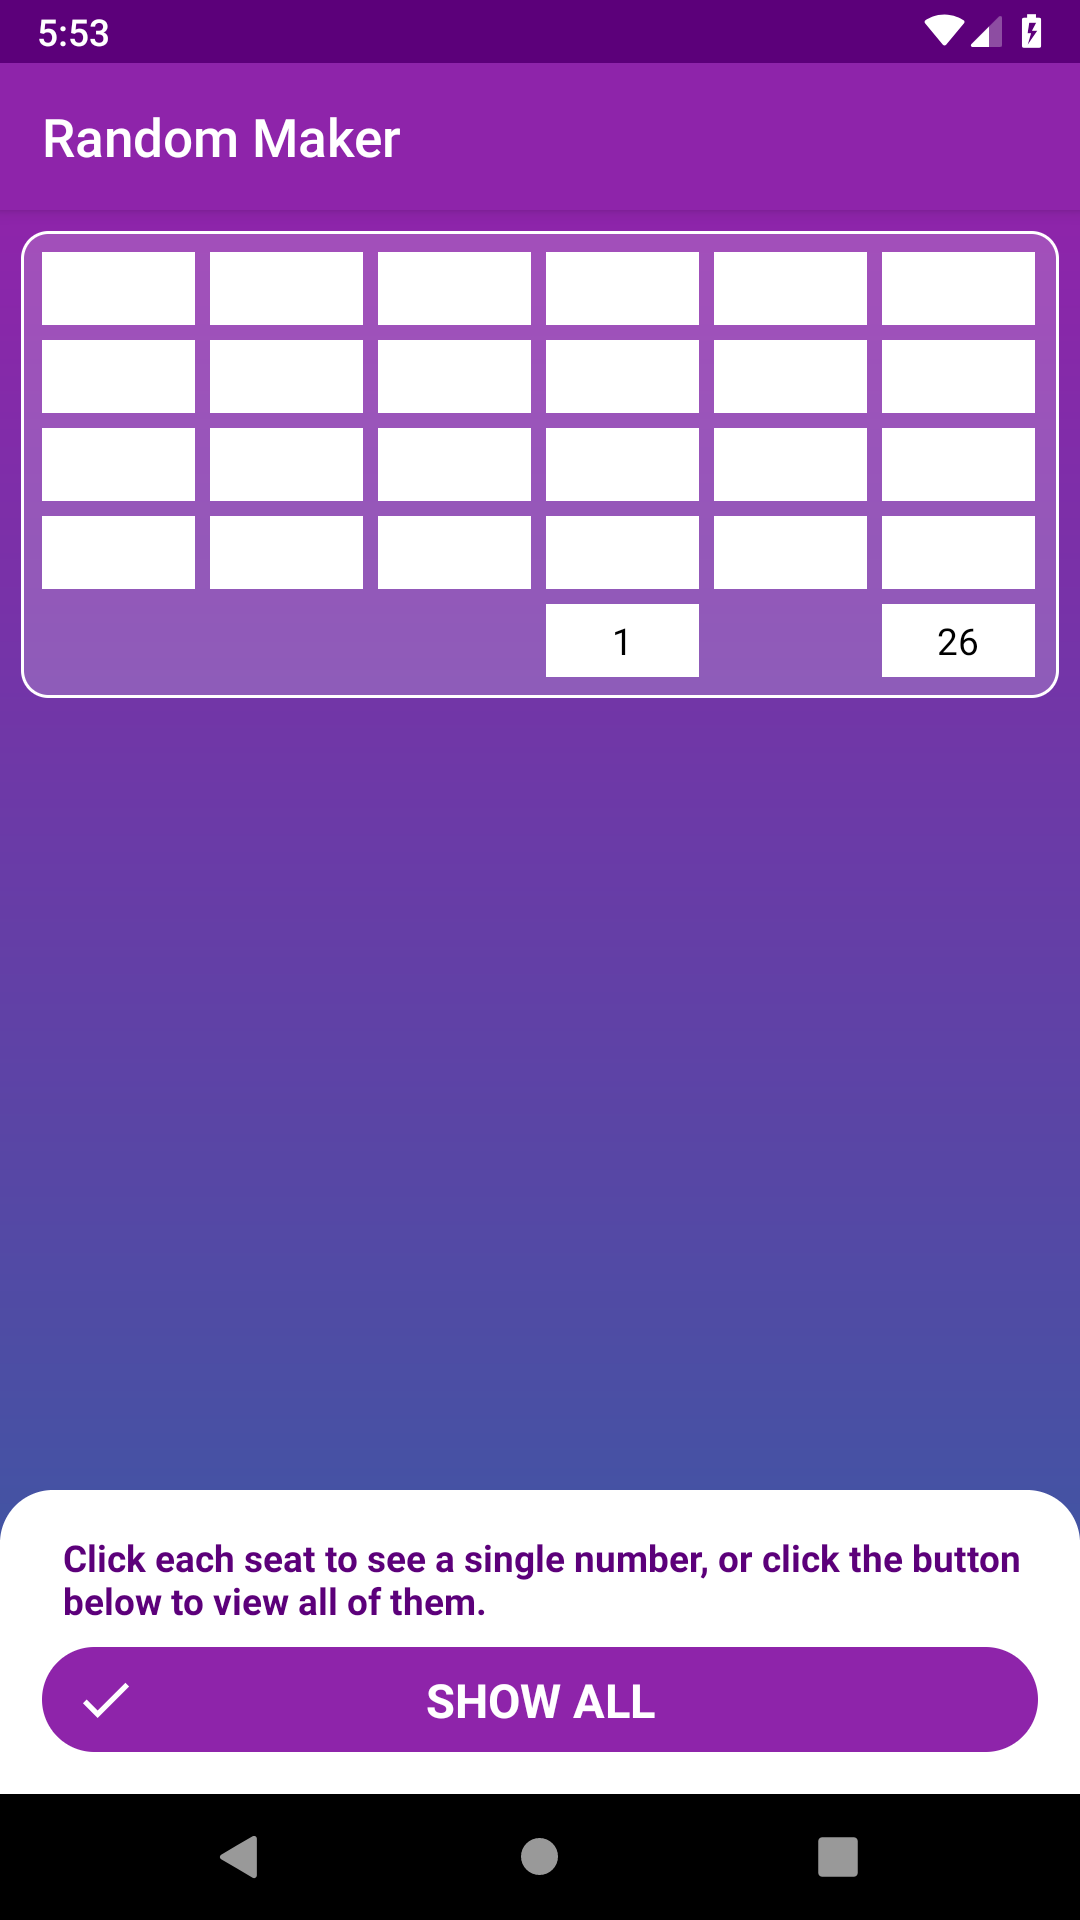 5:53
Random Maker
1
26
Click each seat to see a single number, or click the button
below to view all of them.
SHOW ALL